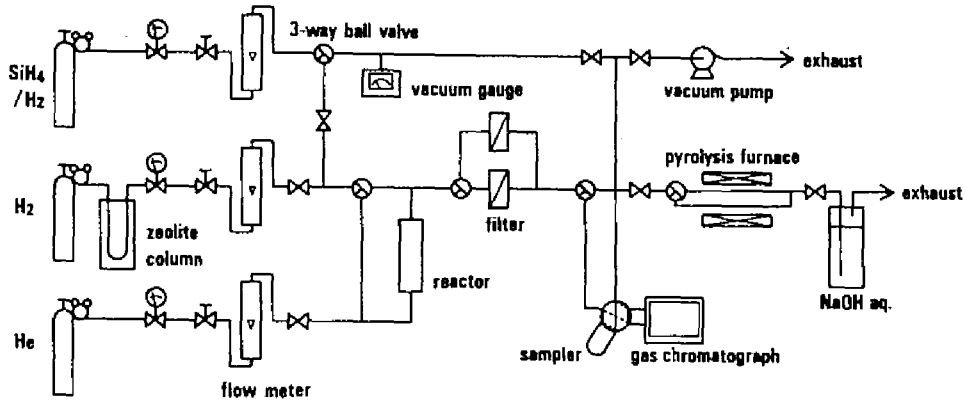 3-way ball valve
SiH4
/H2
vacuum gauge
vacuum pump
exhaust
H2
zeolite
column
filter
pyrolysis furnace
exhaust
reactor
NaOH aq.
He
flow meter
sampler
gas chromatograph